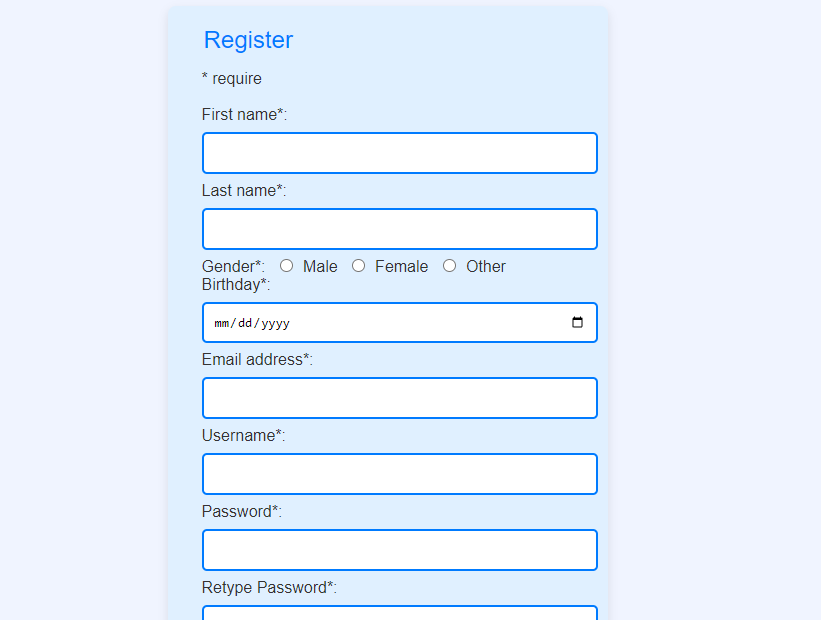 Register
* require
First name*:
Last name*:
Gender*: Male Female Other
Birthday*:
mm/dd/yyyy
Email address*:
Username*:
Password*:
Retype Password*: